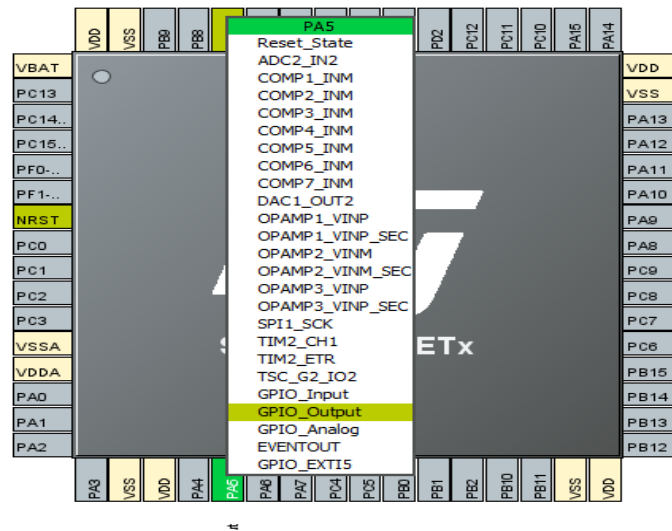 VDD
VSS
PB9
PB8
PD2
PC12
PC11
PC10
PA15
PA14
VBAT
PC13
PC14..
PC15..
PF0-..
PF1-..
NRST
PC0
PC1
PC2
PC3
VSSA
VDDA
PA0
PA1
PA2
PA5
Reset_State
ADC2_IN2
COMP1_INM
COMP2_INM
COMP3_INM
COMP4_INM
COMP5_INM
COMP6_INM
COMP7_INM
DAC1_OUT2
OPAMP1_VINP
OPAMP1_VINP_SEC
OPAMP2_VINM
OPAMP2_VINM_SEC
OPAMP3_VINP
OPAMP3_VINP_SEC
SPI1_SCK
TIM2_CH1
TIM2_ETR
TSC_G2_IO2
GPIO_Input
GPIO_Output
GPIO_Analog
EVENTOUT
GPIO_EXTI5
ETx
VDD
VSS
PA13
PA12
PA11
PA10
PA9
PA8
PC9
PC8
PC7
PC6
PB15
PB14
PB13
PB12
PA3
VSS
VDD
PA4
PA5
PA6
PA7
PC4
PC5
PB0
PB1
PB2
PB10
PB11
VSS
VDD